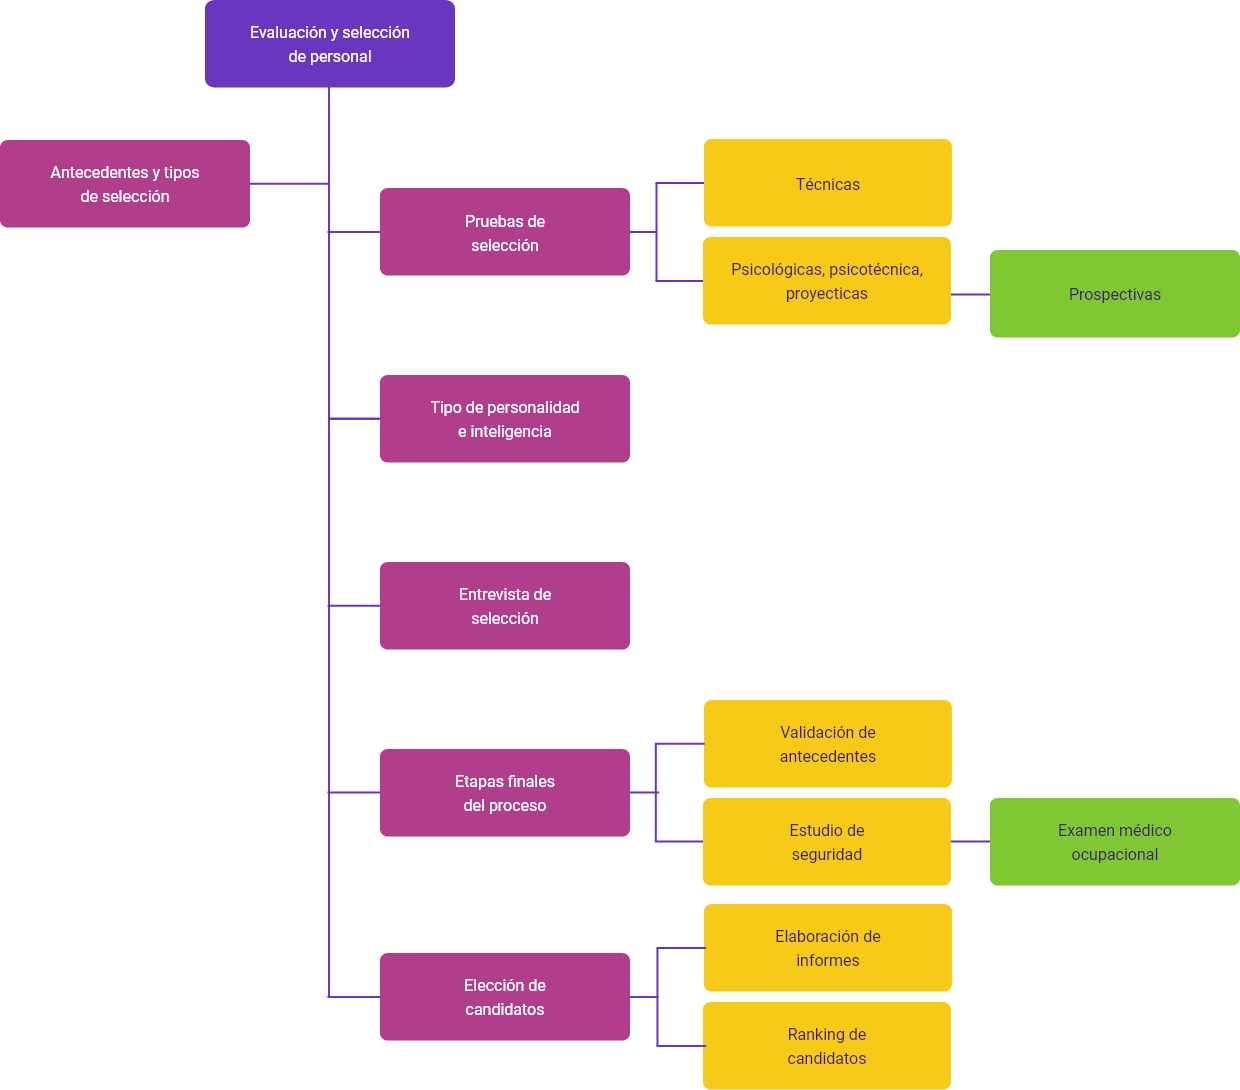 Evaluación y selección
de personal
Antecedentes y tipos
de selección
Pruebas de
selección
Técnicas
Psicológicas, psicotécnica,
proyecticas
Prospectivas
Tipo de personalidad
e inteligencia
Entrevista de
selección
Etapas finales
del proceso
Validación de
antecedentes
Estudio de
seguridad
Examen médico
ocupacional
Elección de
candidatos
Elaboración de
informes
Ranking de
candidatos